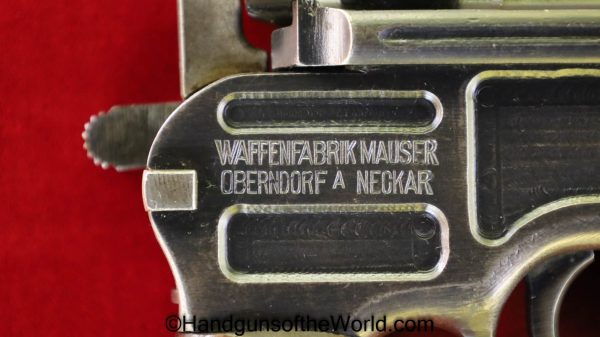 WAFFENFABRIK MAUSER
OBERNDORF A NECKAR
©HandgunsoftheWorld.com©